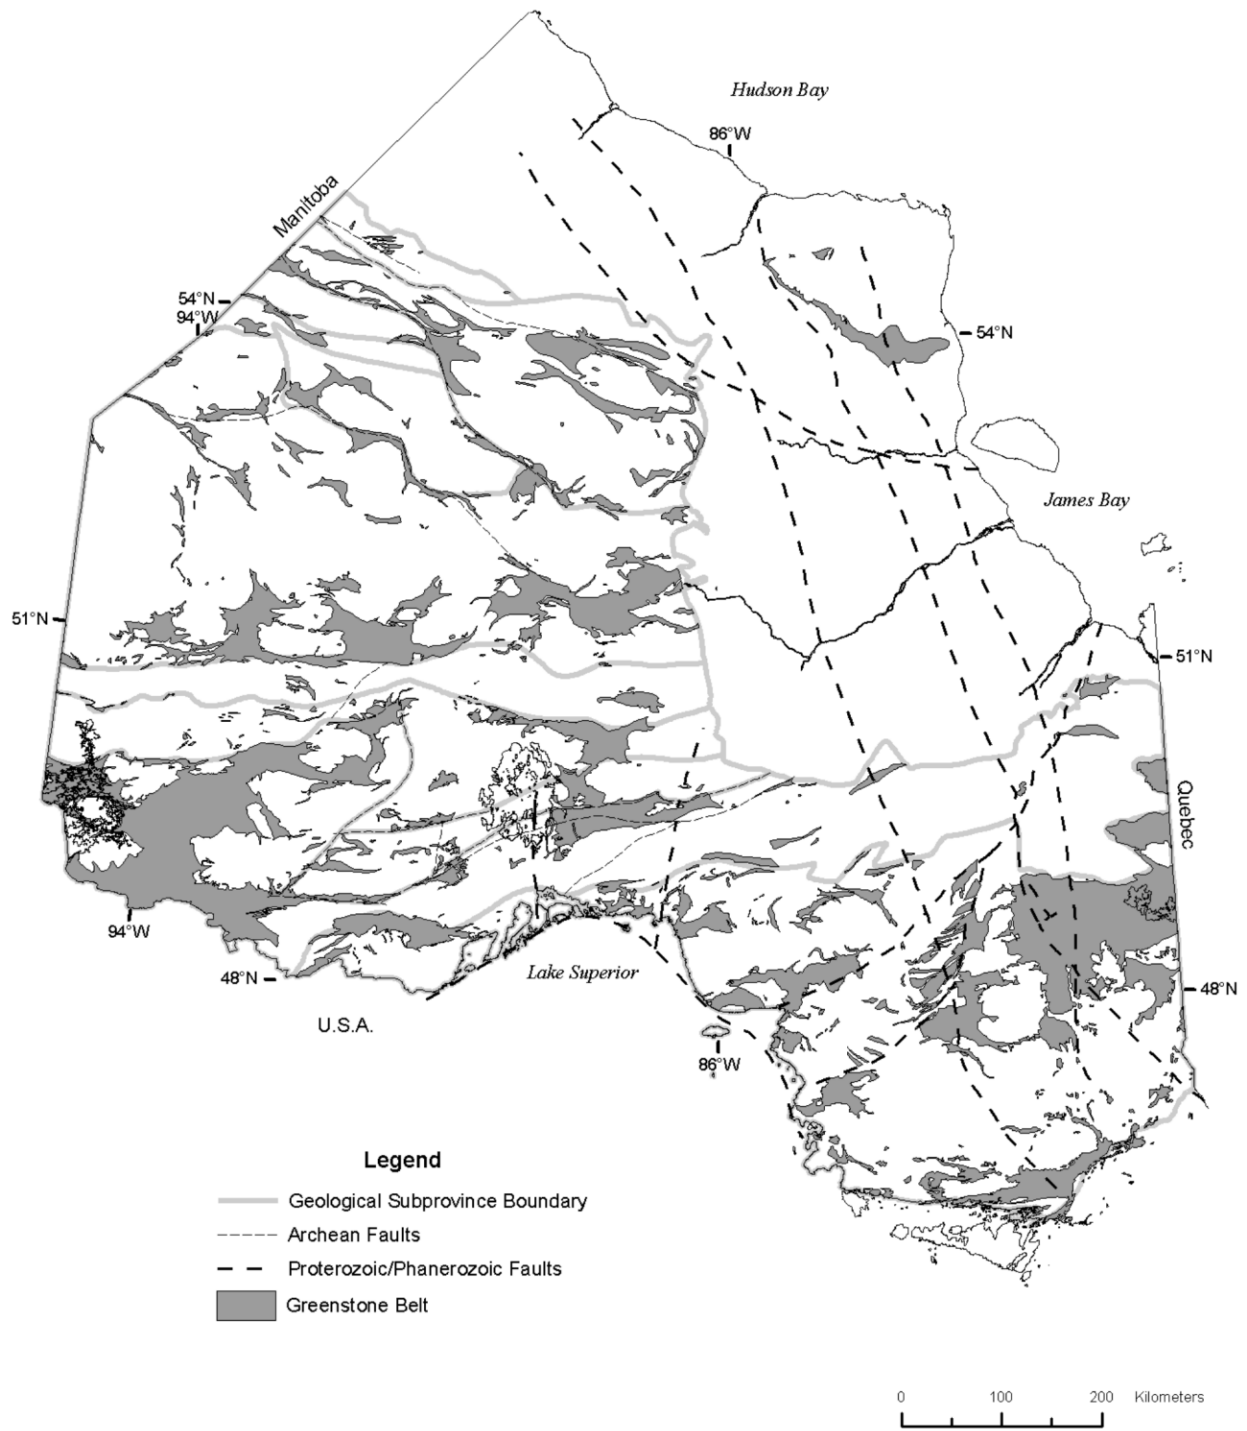 Hudson Bay
86°W
Manitoba
54°N
94°W
54°N
James Bay
51°N
51°N
Quebec
94°W
48°N
Lake Superior
48°N
U.S.A.
86°W
Legend
Geological Subprovince Boundary
Archean Faults
Proterozoic/Phanerozoic Faults
Greenstone Belt
0 100 200 Kilometers